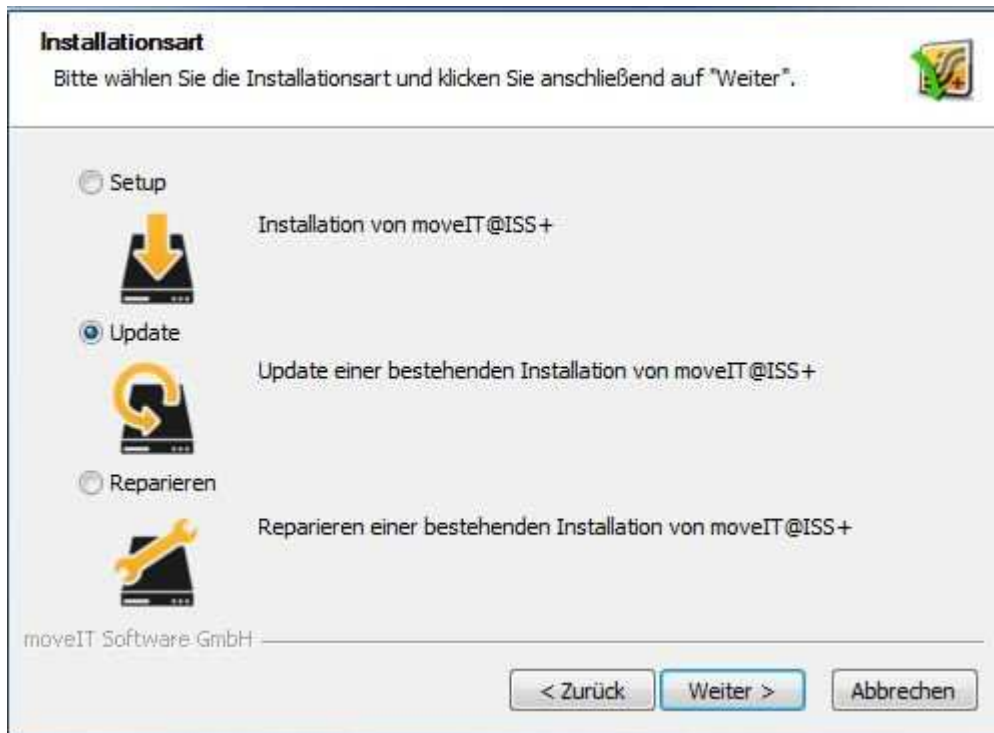 Installationsart
Bitte wählen Sie die Installationsart und klicken Sie anschließend auf "Weiter".
Setup
Installation von moveIT@ISS+
Update
Update einer bestehenden Installation von moveIT@ISS+
Reparieren
Reparieren einer bestehenden Installation von moveIT@ISS+
moveIT Software GmbH
< Zurück Weiter > Abbrechen